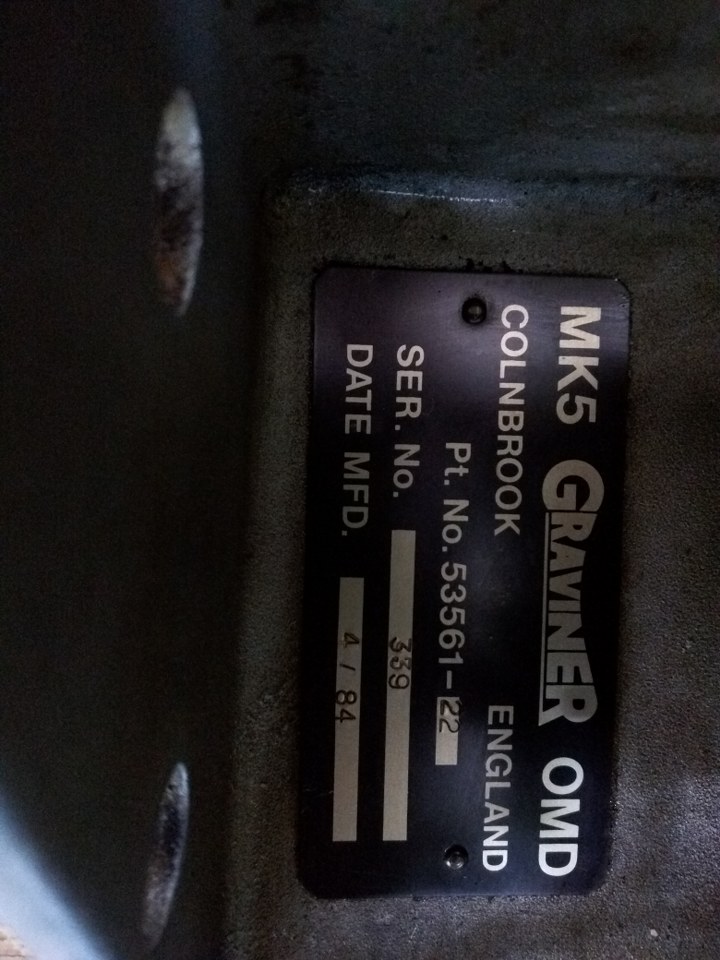 MK5 GRAVINER OMD
COLNBROOK ENGLAND
Pt. No. 53561-22
SER. No. 339
DATE MFD. 4 / 84